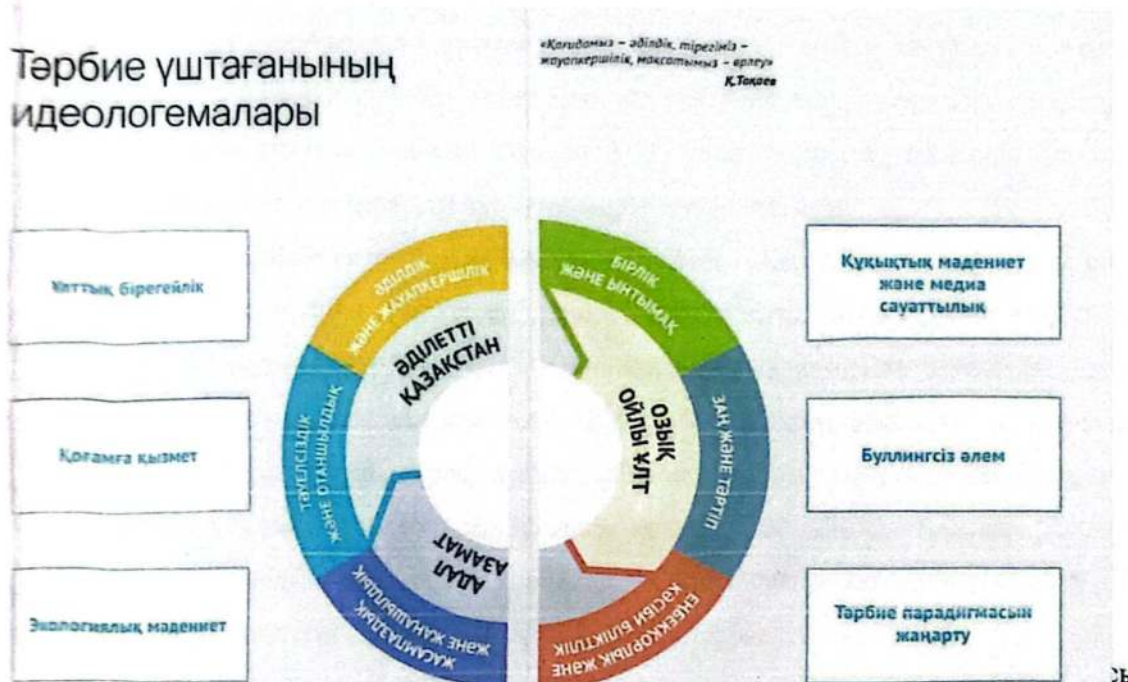 Тәрбие үштағанының
идеологемалары
«Қағидамыз – әділдік, тірегіміз –
жауапкершілік, мақсатымыз – өрлеу»
Қ.Тоқаев
Ұлттық бірегейлік
Қоғамға қызмет
Экологиялық мәдениет
ӘДІЛДІК
ЖӘНЕ ЖАУАПКЕРШІЛІК
ТӘУЕЛСІЗДІК
ЖӘНЕ ОТАНШЫЛДЫҚ
ЖАСАМПАЗДЫҚ
ЖӘНЕ ЖАҢАШЫЛДЫҚ
ӘДІЛЕТТІ
ҚАЗАҚСТАН
АДАЛ
АЗАМАТ
БІРЛІК
ЖӘНЕ ЫНТЫМАҚ
ЗАҢ ЖӘНЕ ТӘРТІП
ЕҢБЕКҚОРЛЫҚ ЖӘНЕ
КӘСІБИ БІЛІКТІЛІК
ОЗЫҚ
ОЙЛЫ ҰЛТ
Құқықтық мәдениет
және медиа
сауаттылық
Буллингсіз әлем
Тәрбие парадигмасын
жаңарту